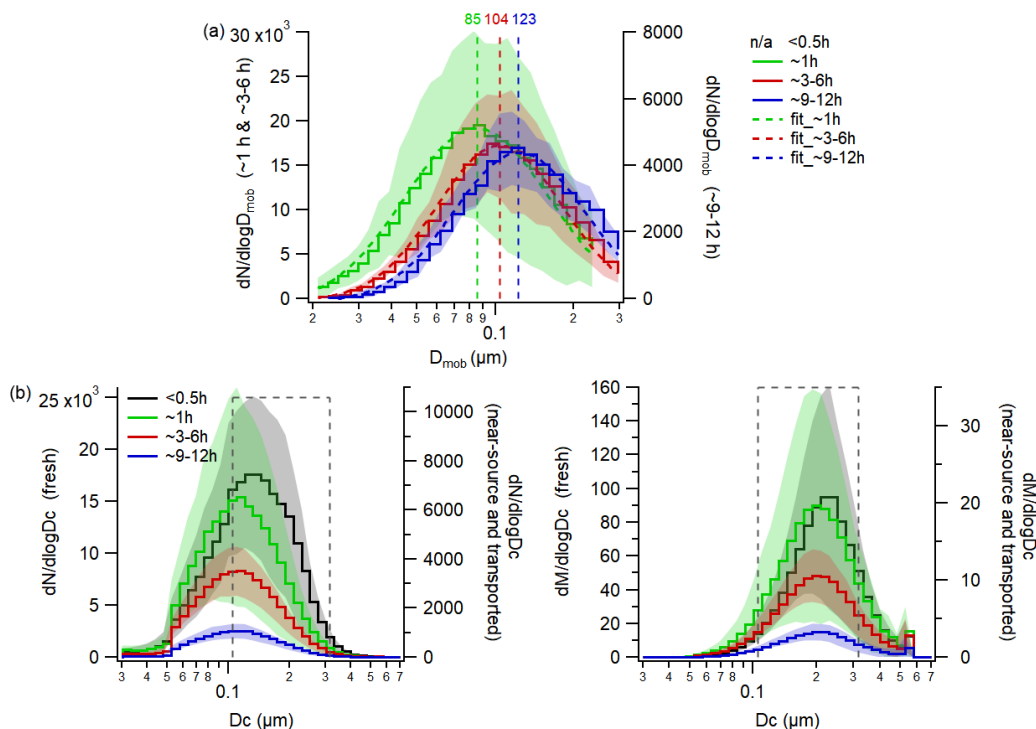 (a)
85 104 123
30 x10³
25
20
15
10
5
0
dN/dlogD_mob (~1 h & ~3-6 h)
8000
6000
4000
2000
0
dN/dlogD_mob (~9-12 h)
2 3 4 5 6 7 8 9 0.1 2 3
D_mob (µm)
n/a <0.5h
~1h
~3-6h
~9-12h
fit_~1h
fit_~3-6h
fit_~9-12h
(b)
25 x10³
20
15
10
5
0
dN/dlogDc (fresh)
<0.5h
~1h
~3-6h
~9-12h
10000
8000
6000
4000
2000
0
dN/dlogDc
(near-source and transported)
3 4 5 6 7 8 0.1 2 3 4 5 6 7
Dc (µm)
160
140
120
100
80
60
40
20
0
dM/dlogDc (fresh)
30
20
10
0
dM/dlogDc
(near-source and transported)
3 4 5 6 7 8 0.1 2 3 4 5 6 7
Dc (µm)